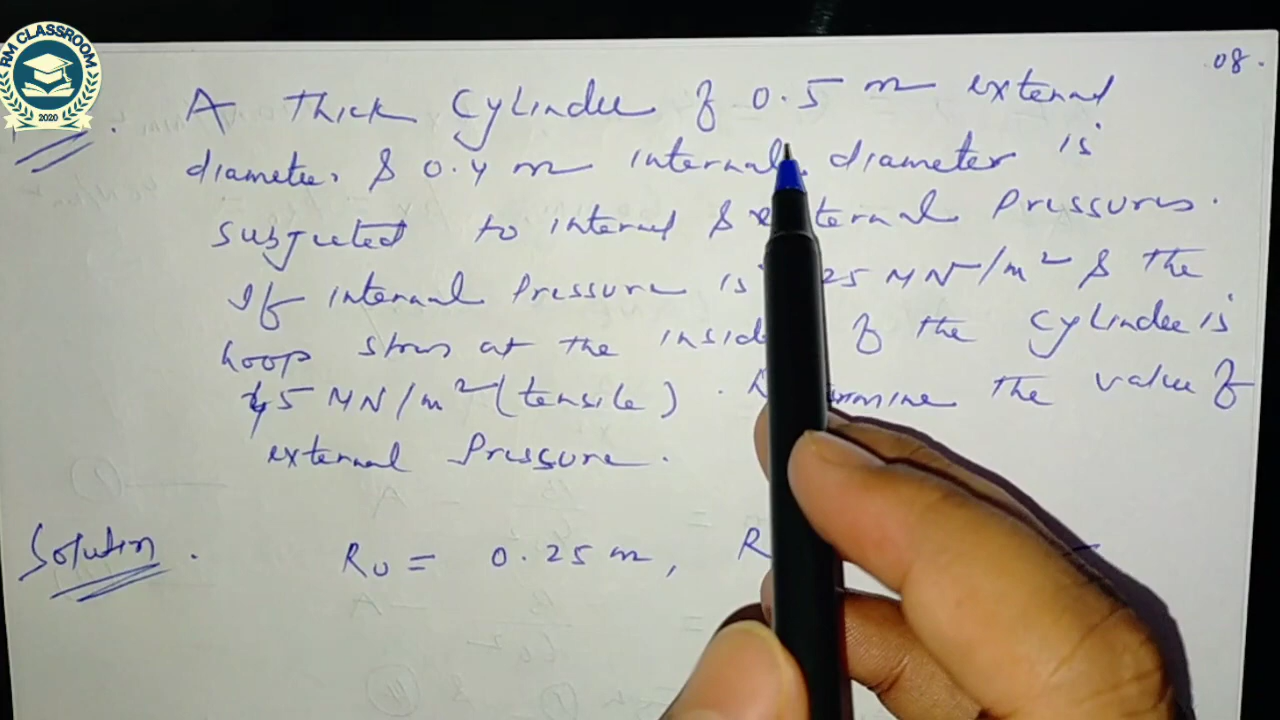 RM CLASSROOM
2020
08.
A Thick Cylinder of 0.5 m external
diameter & 0.4 m internal diameter is
subjected to internal & external Pressures.
If internal Pressure is 25 MN/m² & the
hoop stress at the inside of the cylinder is
45 MN/m² (tensile). Determine the value of
external Pressure.
Solution. Ro = 0.25 m, R